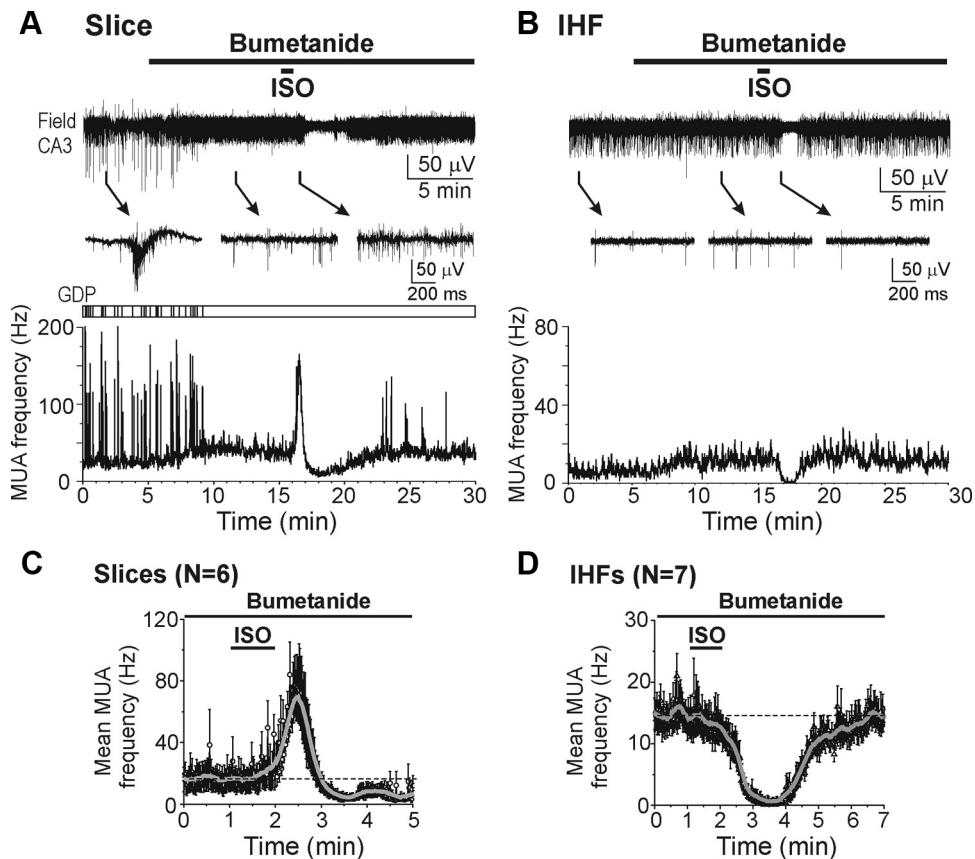 A Slice
Bumetanide
ISO
Field
CA3
50 µV
5 min
50 µV
200 ms
GDP
MUA frequency (Hz)
200
100
0
0 5 10 15 20 25 30
Time (min)
B IHF
Bumetanide
ISO
50 µV
5 min
50 µV
200 ms
MUA frequency (Hz)
80
40
0
0 5 10 15 20 25 30
Time (min)
C Slices (N=6)
Bumetanide
ISO
Mean MUA
frequency (Hz)
120
80
40
0
0 1 2 3 4 5
Time (min)
D IHFs (N=7)
Bumetanide
ISO
Mean MUA
frequency (Hz)
30
20
10
0
0 1 2 3 4 5 6 7
Time (min)